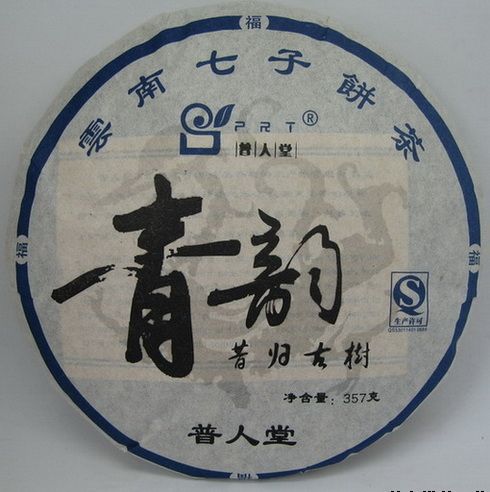 福
雲南七子餅茶
PRT®
普人堂
福
福
青韵
昔归古樹
生产许可
净含量：357克
普人堂